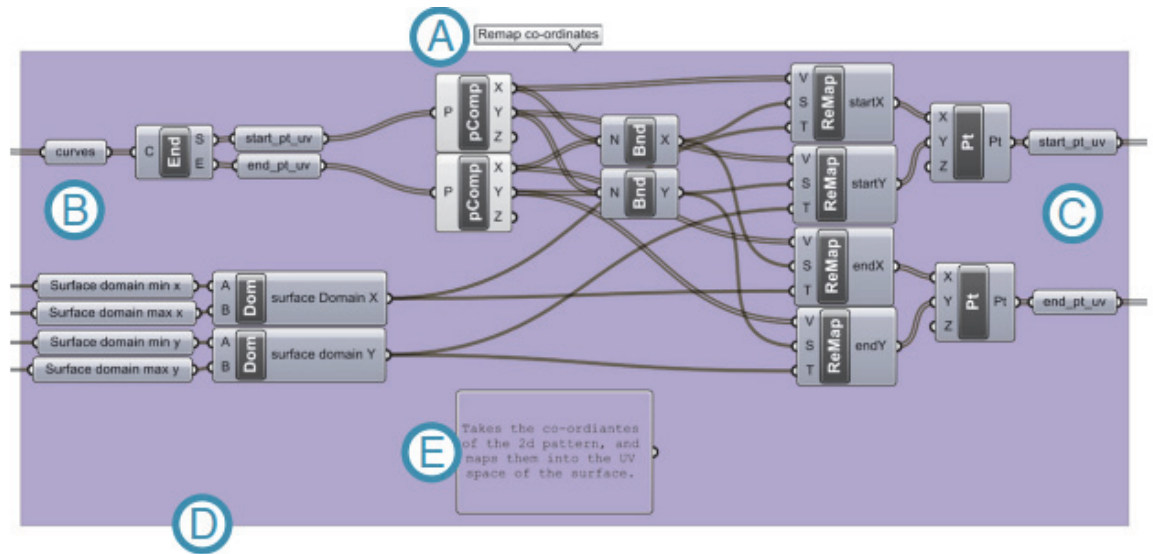 A
Remap co-ordinates
B
curves
C End S E
start_pt_uv
end_pt_uv
P pComp X Y Z
P pComp X Y Z
N Bnd X
N Bnd Y
V S T ReMap startX
V S T ReMap startY
V S T ReMap endX
V S T ReMap endY
X Y Z Pt Pt
start_pt_uv
C
X Y Z Pt Pt
end_pt_uv
Surface domain min x
Surface domain max x
Surface domain min y
Surface domain max y
A B Dom surface Domain X
A B Dom surface domain Y
E
Takes the co-ordiantes
of the 2d pattern, and
maps them into the UV
space of the surface.
D